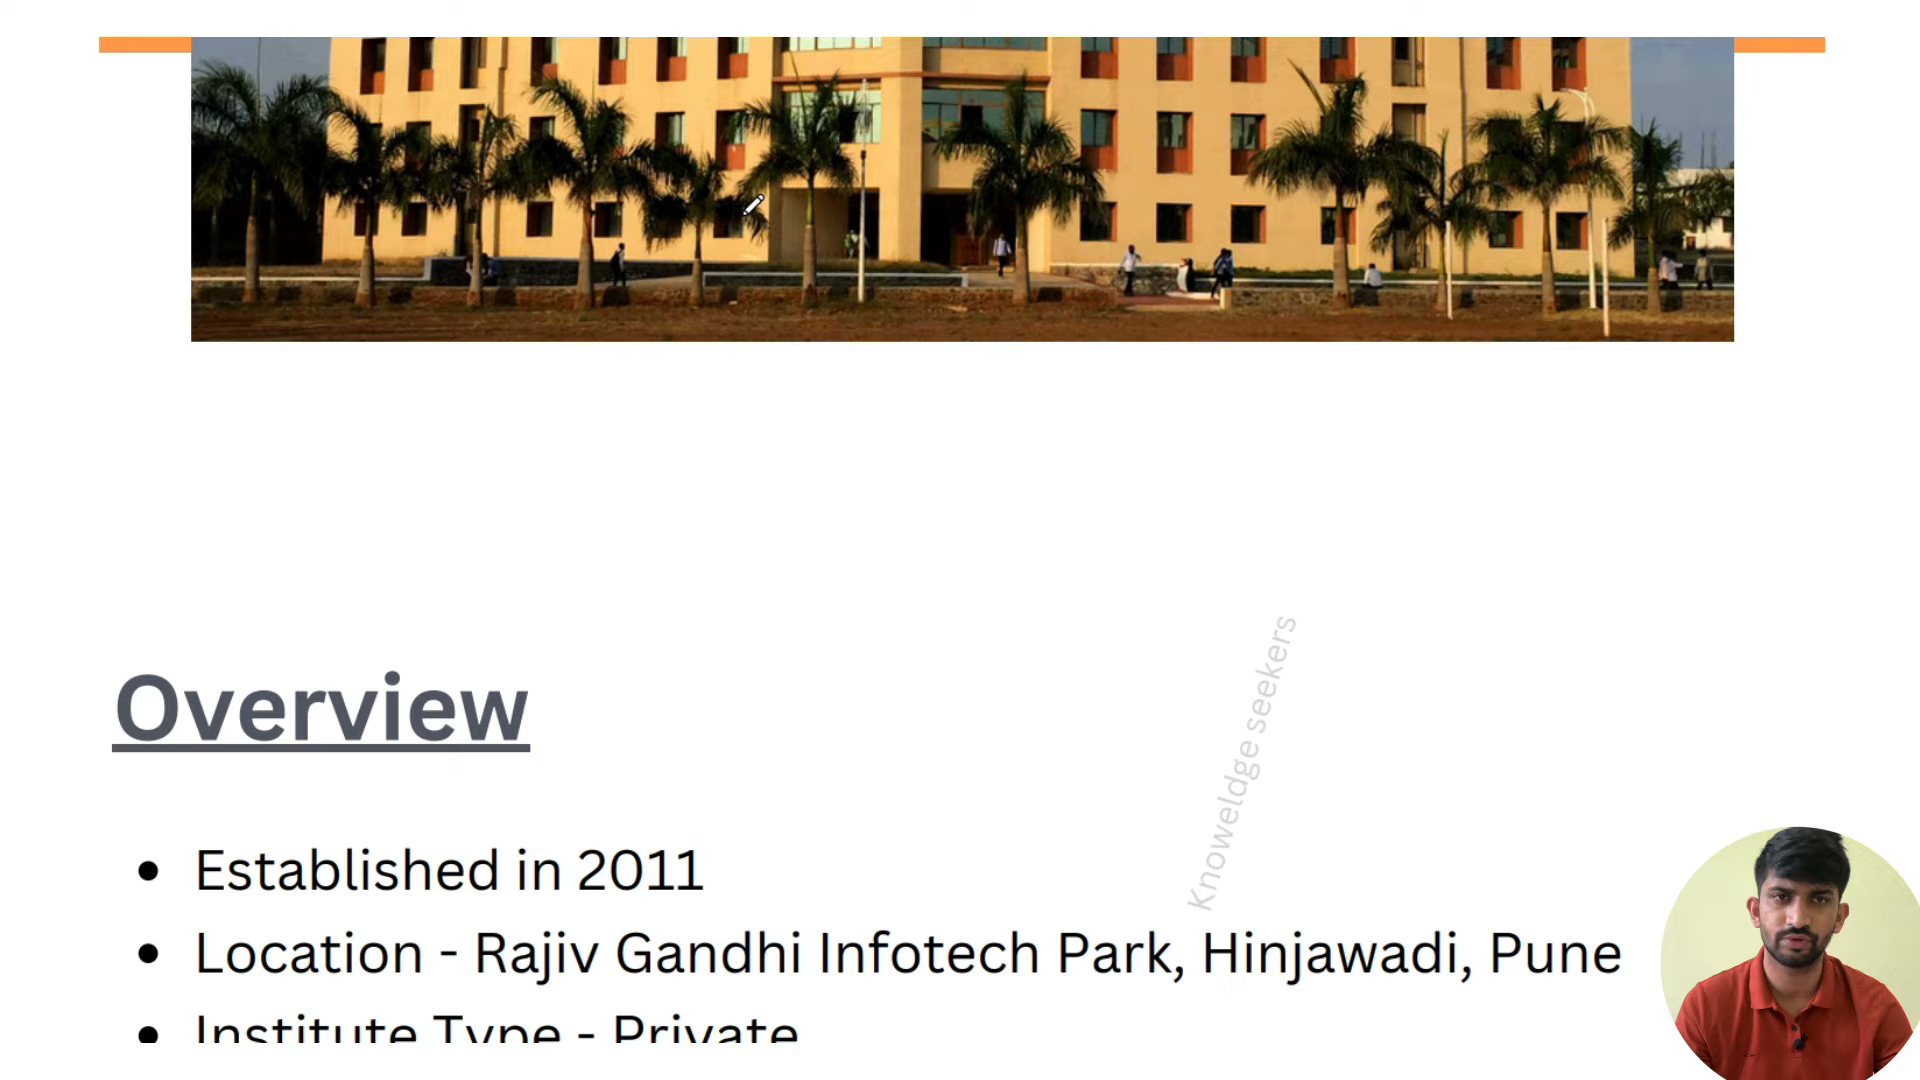 Overview
Knoweldge seekers
Established in 2011
Location - Rajiv Gandhi Infotech Park, Hinjawadi, Pune
Institute Type - Private